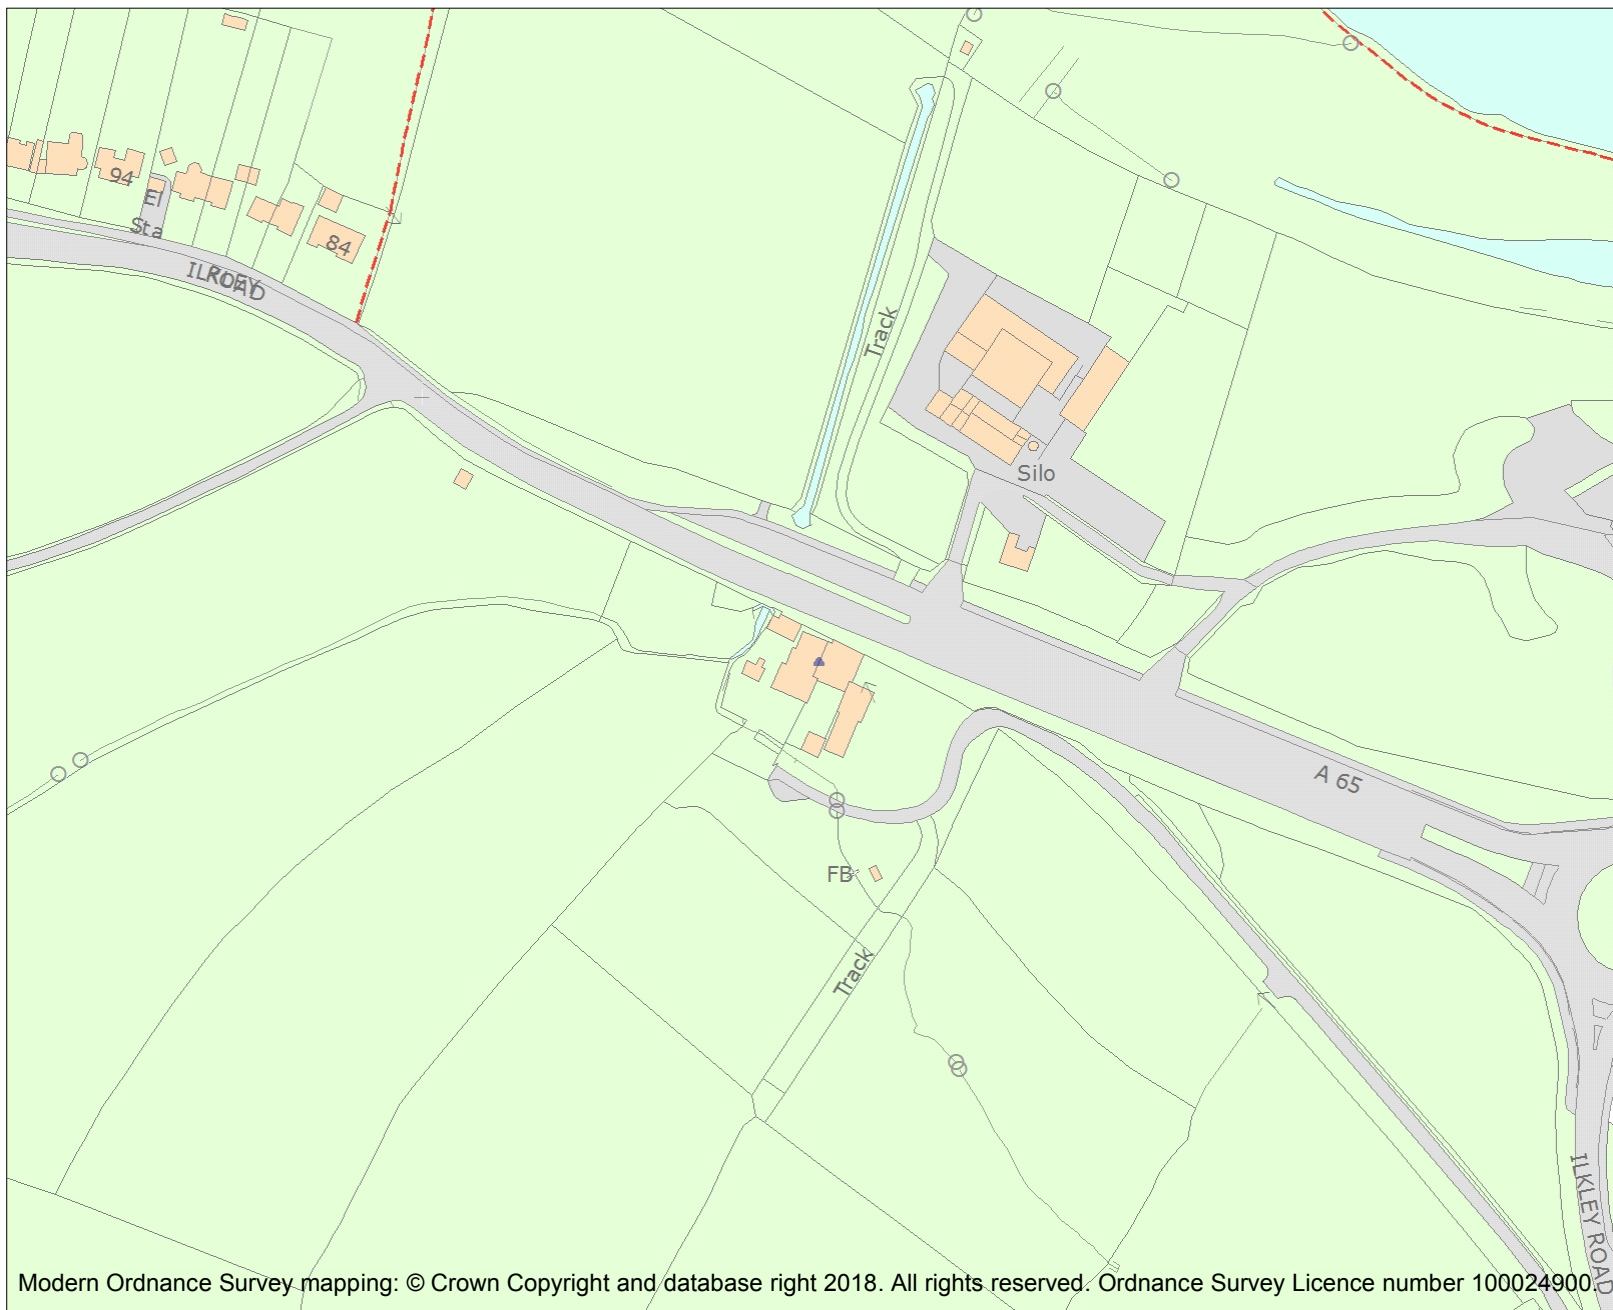 94
El
Sta
84
ILKLEY
ROAD
Track
Silo
A 65
FB
Track
ILKLEY ROAD
Modern Ordnance Survey mapping: © Crown Copyright and database right 2018. All rights reserved. Ordnance Survey Licence number 100024900.